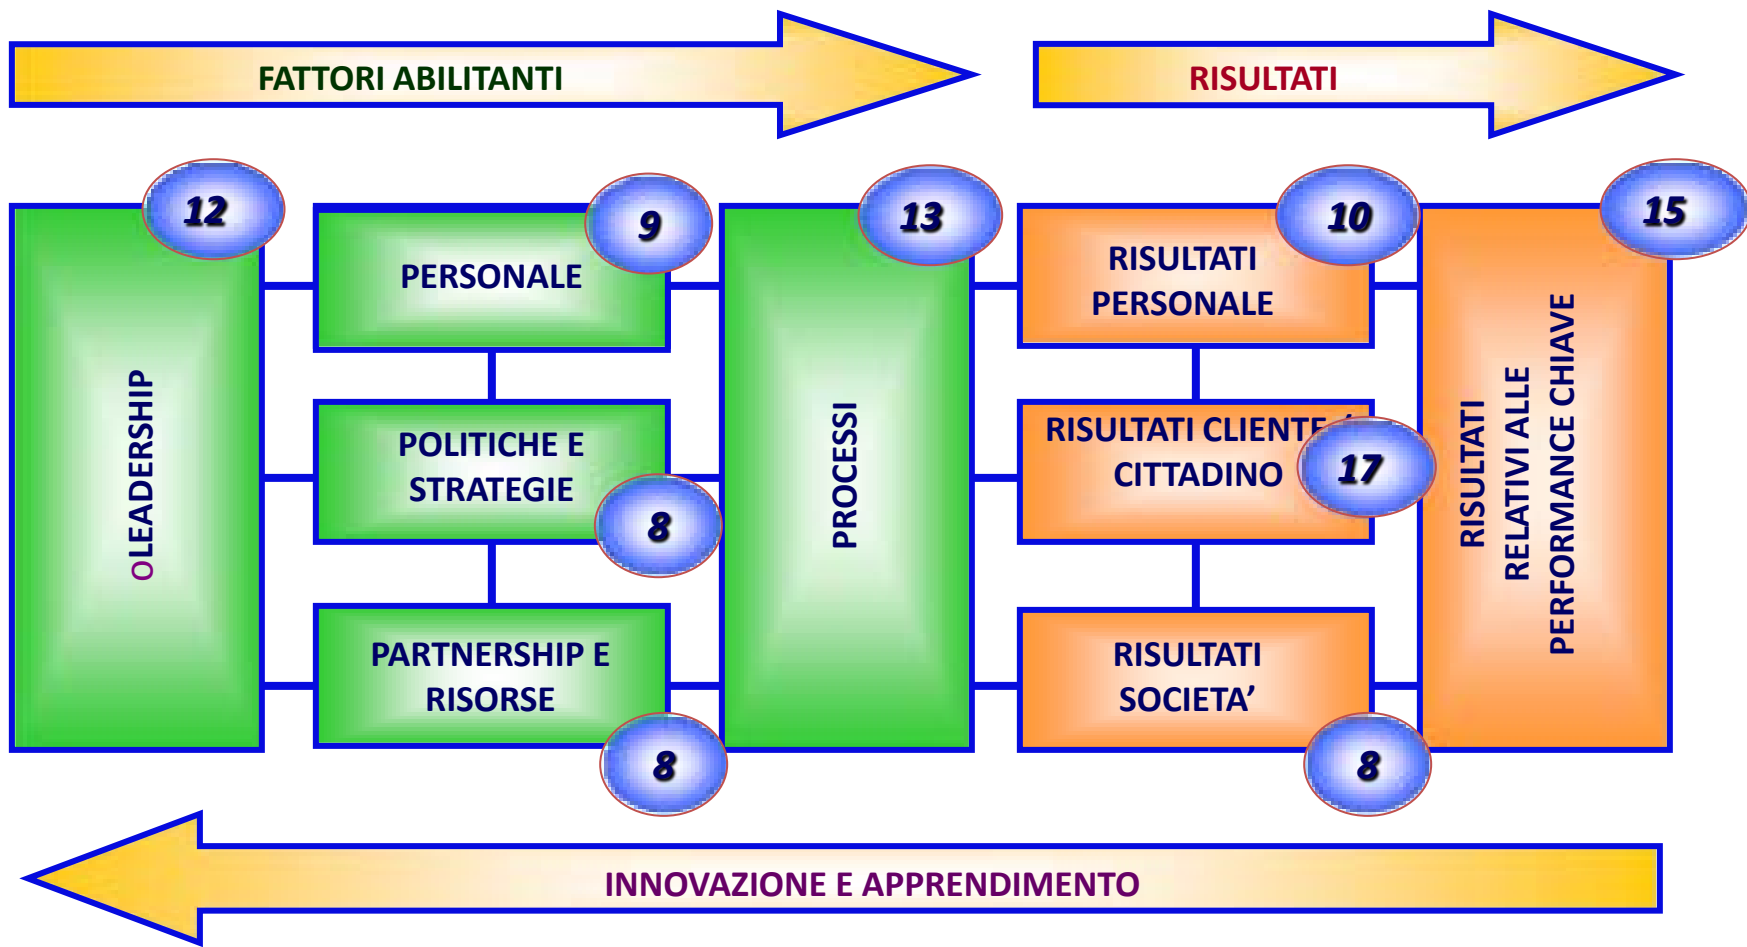 FATTORI ABILITANTI
RISULTATI
12
9
13
10
15
OLEADERSHIP
PERSONALE
POLITICHE E
STRATEGIE
8
PARTNERSHIP E
RISORSE
8
PROCESSI
RISULTATI
PERSONALE
RISULTATI CLIENTE /
CITTADINO
17
RISULTATI
SOCIETA’
8
RISULTATI
RELATIVI ALLE
PERFORMANCE CHIAVE
INNOVAZIONE E APPRENDIMENTO